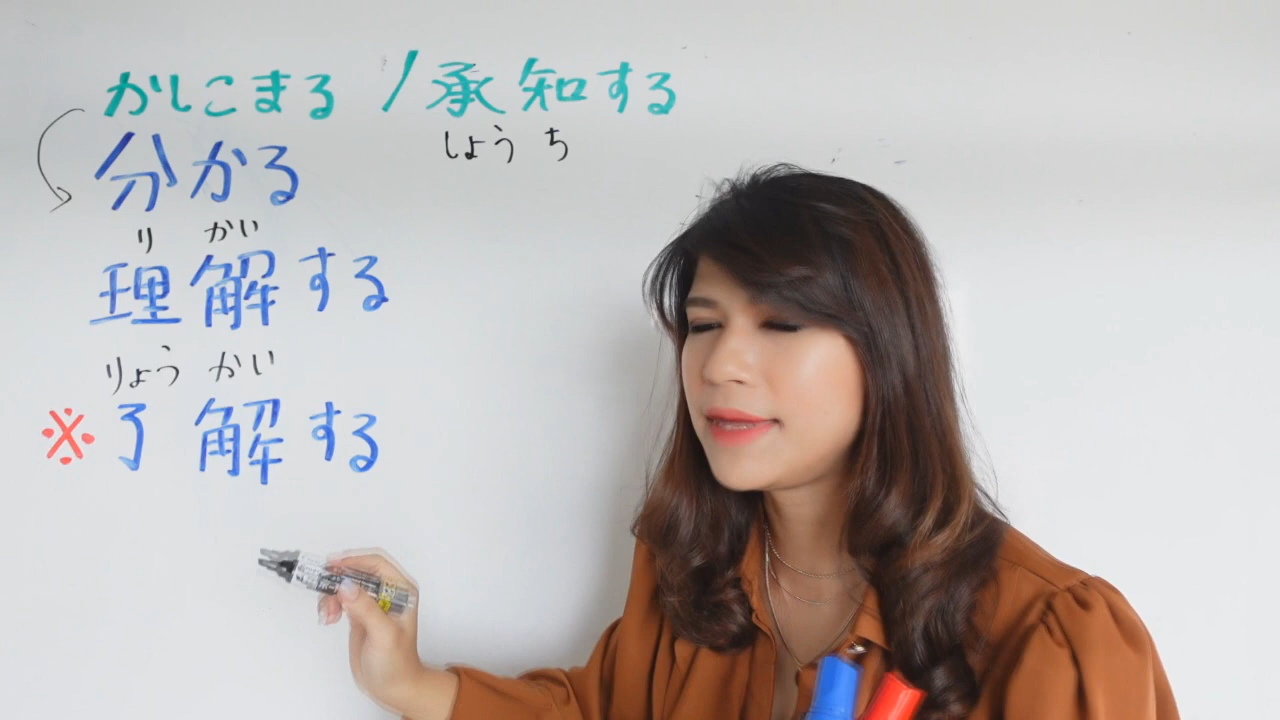 かしこまる / 承知する
しょう ち
分かる
り かい
理解する
りょう かい
※ 了解する